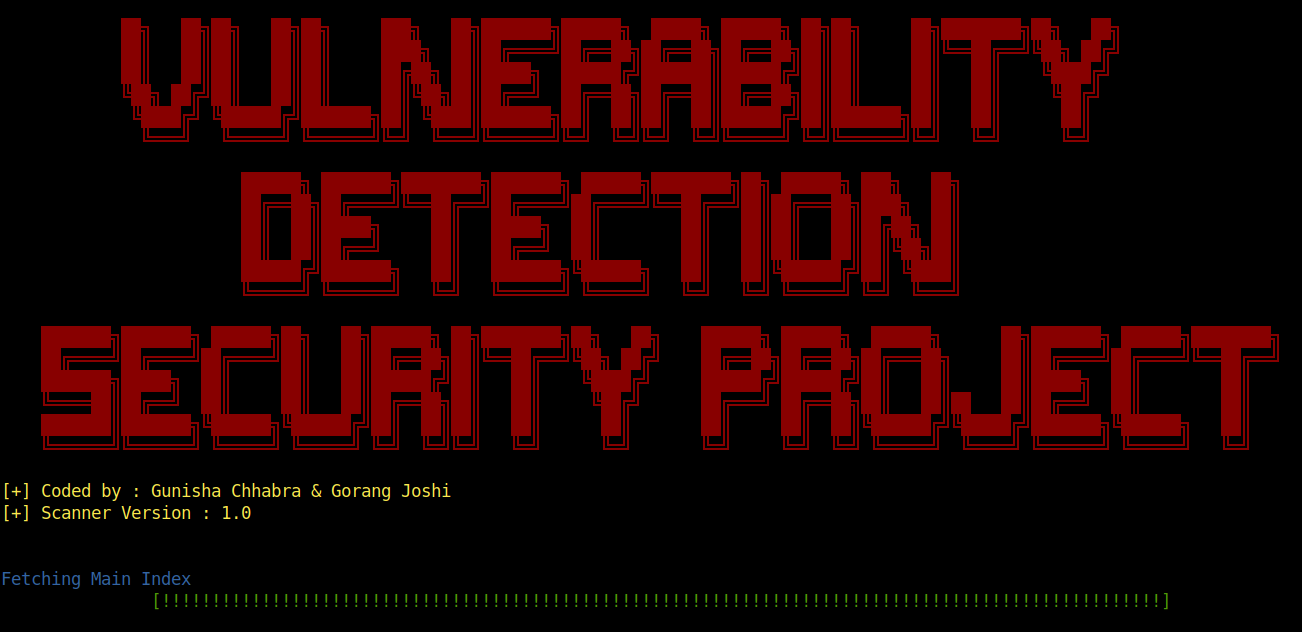 VULNERABILITY
DETECTION
SECURITY PROJECT
[+] Coded by : Gunisha Chhabra & Gorang Joshi
[+] Scanner Version : 1.0
Fetching Main Index
[!!!!!!!!!!!!!!!!!!!!!!!!!!!!!!!!!!!!!!!!!!!!!!!!!!!!!!!!!!!!!!!!!!!!!!!!!!!!!!!!!!!!!!!!!!!!!!!!!!!!]